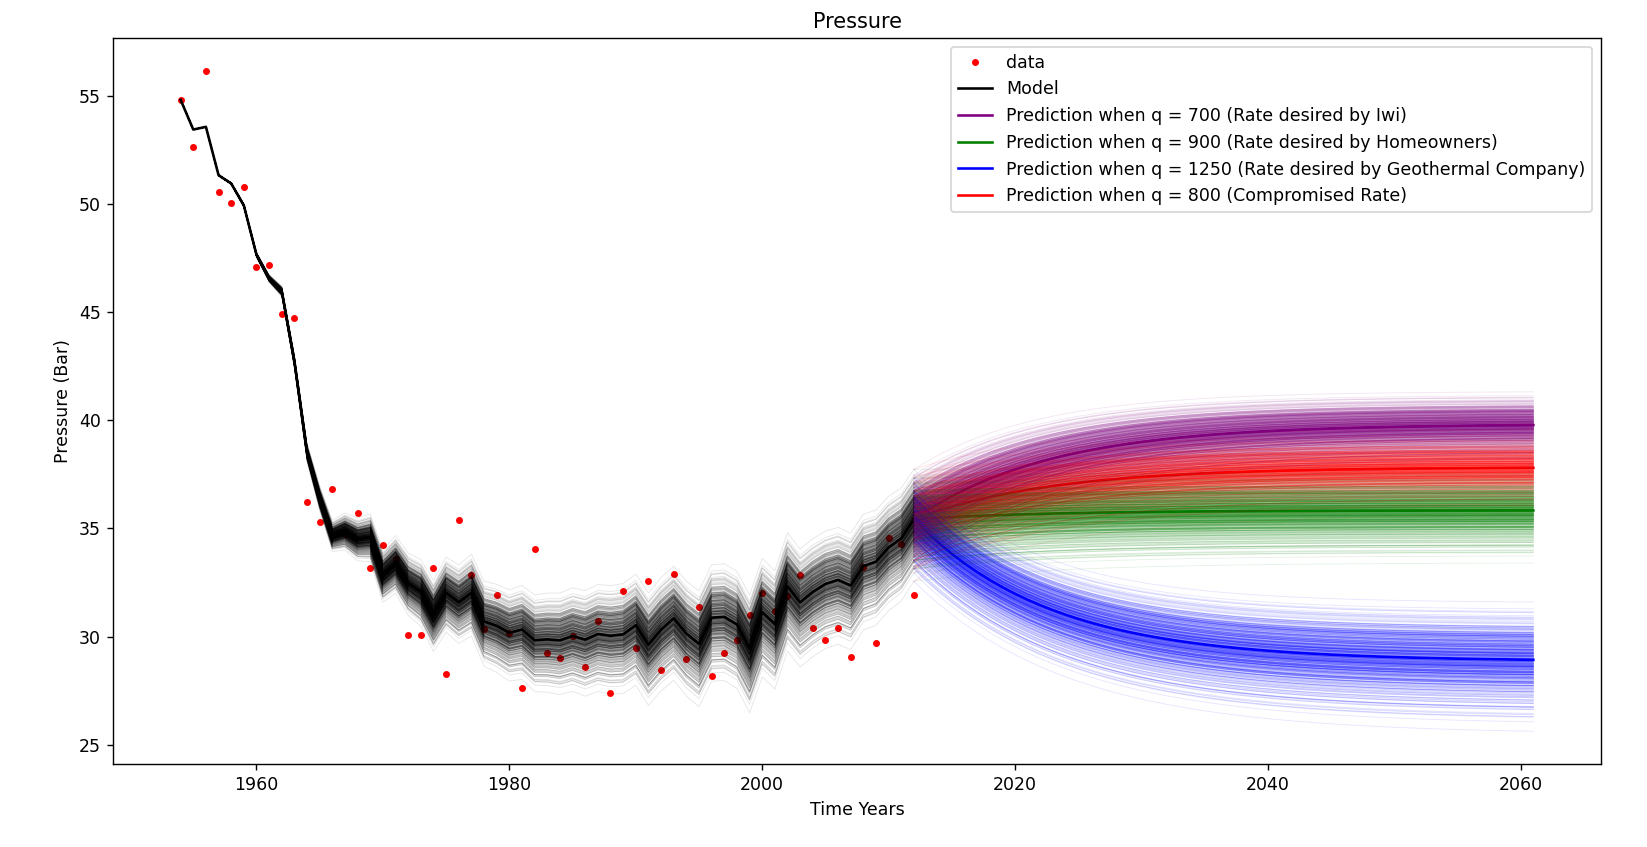 Pressure
data
Model
Prediction when q = 700 (Rate desired by Iwi)
Prediction when q = 900 (Rate desired by Homeowners)
Prediction when q = 1250 (Rate desired by Geothermal Company)
Prediction when q = 800 (Compromised Rate)
55
50
45
40
35
30
25
Pressure (Bar)
1960
1980
2000
2020
2040
2060
Time Years